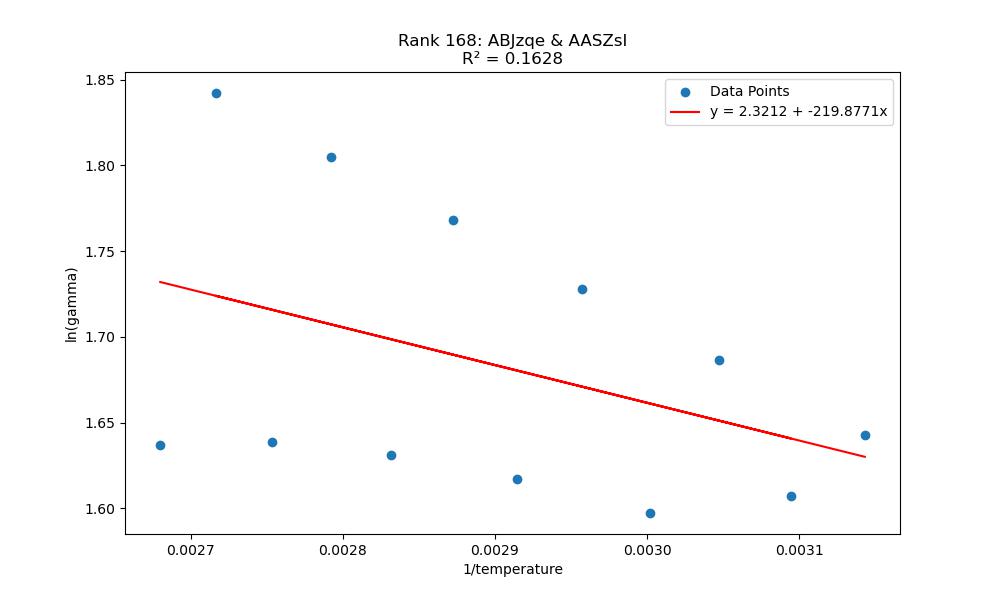 Rank 168: ABJzqe & AASZsI
R² = 0.1628
Data Points
y = 2.3212 + -219.8771x
ln(gamma)
1.85
1.80
1.75
1.70
1.65
1.60
0.0027
0.0028
0.0029
0.0030
0.0031
1/temperature